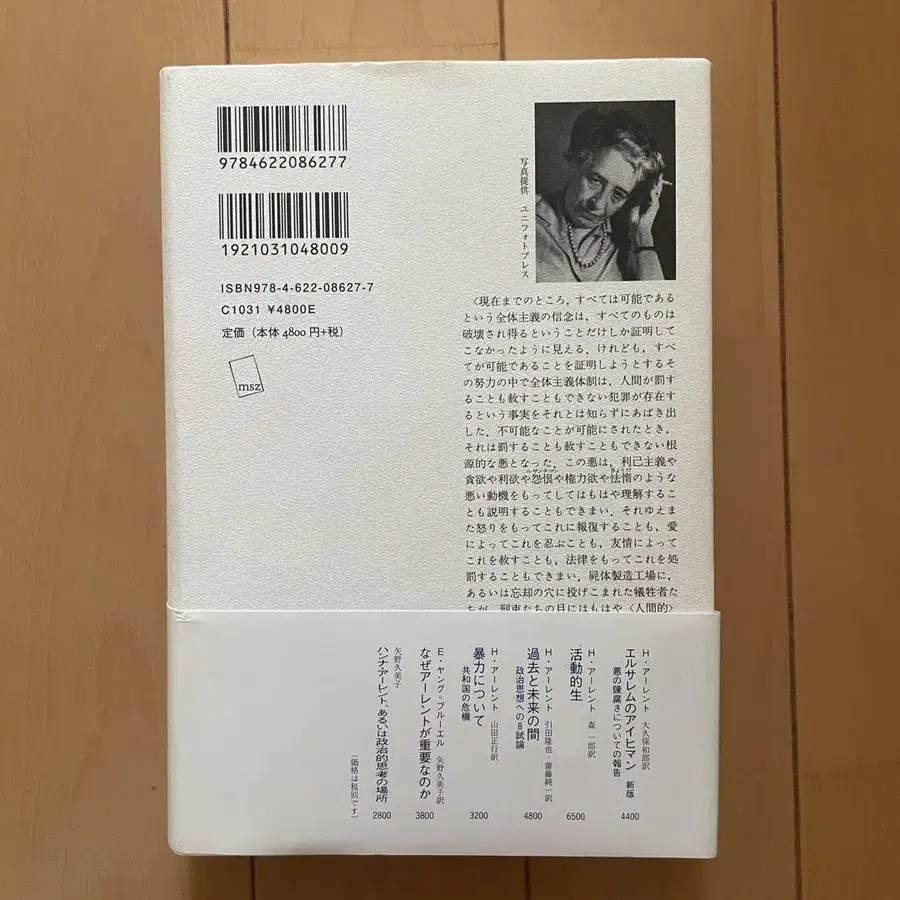 9784622086277
1921031048009
ISBN978-4-622-08627-7
C1031 ¥4800E
定価（本体 4800 円+税）
msz
写真提供　ユニフォトプレス
〈現在までのところ，すべては可能である
という全体主義の信念は，すべてのものは
破壊され得るということだけしか証明して
こなかったように見える．けれども，すべ
てが可能であることを証明しようとするそ
の努力の中で全体主義体制は，人間が罰す
ることも赦すこともできない犯罪が存在す
るという事実をそれとは知らずにあばき出
した．不可能なことが可能にされたとき，
それは罰することも赦すこともできない根
源的な悪となった．この悪は，利己主義や
ルサンチマン
きょうだ
貪欲や利欲や怨恨や権力欲や怯惰のような
悪い動機をもってしてはもはや理解するこ
とも説明することもできまい．それゆえま
た怒りをもってこれに報復することも，愛
によってこれを忍ぶことも，友情によって
これを赦すことも，法律をもってこれを処
罰することもできまい．屍体製造工場に，
あるいは忘却の穴に投げこまれた犠牲者た
ちが，刑吏たちの目にはもはや〈人間的〉
H・アーレント　大久保和郎訳
エルサレムのアイヒマン　新版
悪の陳腐さについての報告
4400
H・アーレント　森 一郎訳
活動的生
6500
H・アーレント　引田隆也・齋藤純一訳
過去と未来の間
政治思想への8試論
4800
H・アーレント　山田正行訳
暴力について
共和国の危機
3200
E・ヤング=ブルーエル　矢野久美子訳
なぜアーレントが重要なのか
3800
矢野久美子
ハンナ・アーレント、あるいは政治的思考の場所
2800
（価格は税別です）